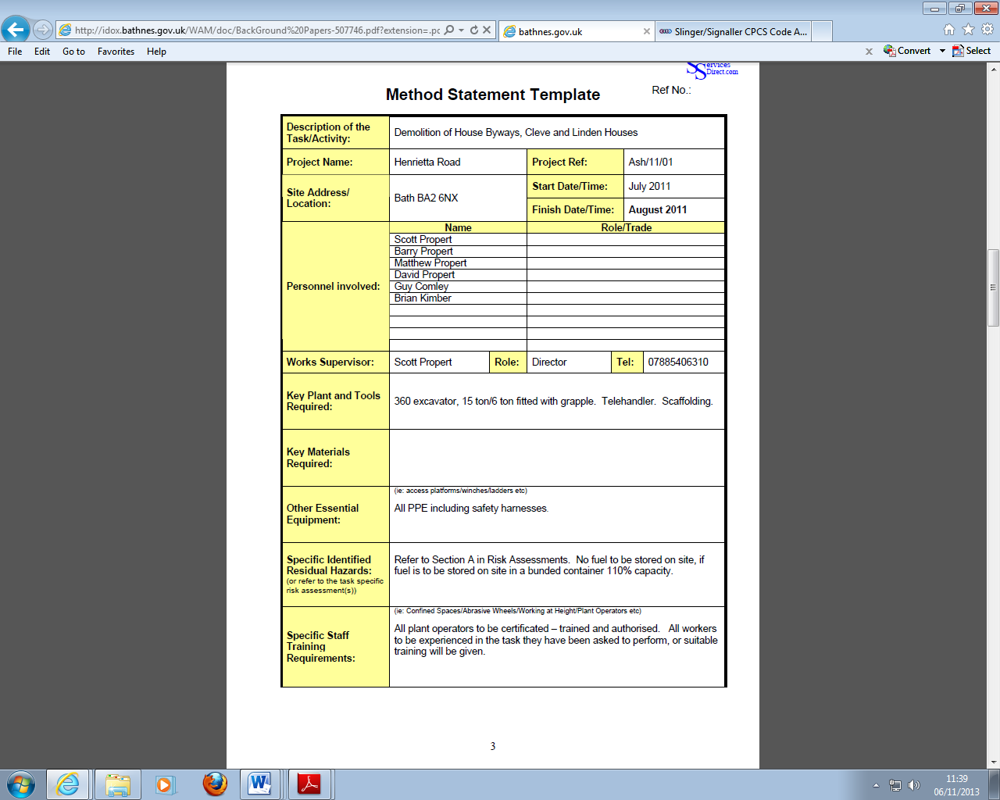 http://idox.bathnes.gov.uk/WAM/doc/BackGround%20Papers-507746.pdf?extension=.pc
bathnes.gov.uk
Slinger/Signaller CPCS Code A...
File Edit Go to Favorites Help
Convert Select
ervices
Direct.com
Method Statement Template
Ref No.:
Description of the
Task/Activity:
Demolition of House Byways, Cleve and Linden Houses
Project Name: Henrietta Road Project Ref: Ash/11/01
Site Address/
Location:
Bath BA2 6NX
Start Date/Time: July 2011
Finish Date/Time: August 2011
Personnel involved:
Name Role/Trade
Scott Propert
Barry Propert
Matthew Propert
David Propert
Guy Comley
Brian Kimber
Works Supervisor: Scott Propert Role: Director Tel: 07885406310
Key Plant and Tools
Required:
360 excavator, 15 ton/6 ton fitted with grapple. Telehandler. Scaffolding.
Key Materials
Required:
Other Essential
Equipment:
(ie: access platforms/winches/ladders etc)
All PPE including safety harnesses.
Specific Identified
Residual Hazards:
(or refer to the task specific
risk assessment(s))
Refer to Section A in Risk Assessments. No fuel to be stored on site, if
fuel is to be stored on site in a bunded container 110% capacity.
Specific Staff
Training
Requirements:
(ie: Confined Spaces/Abrasive Wheels/Working at Height/Plant Operators etc)
All plant operators to be certificated – trained and authorised. All workers
to be experienced in the task they have been asked to perform, or suitable
training will be given.
3
11:39
06/11/2013